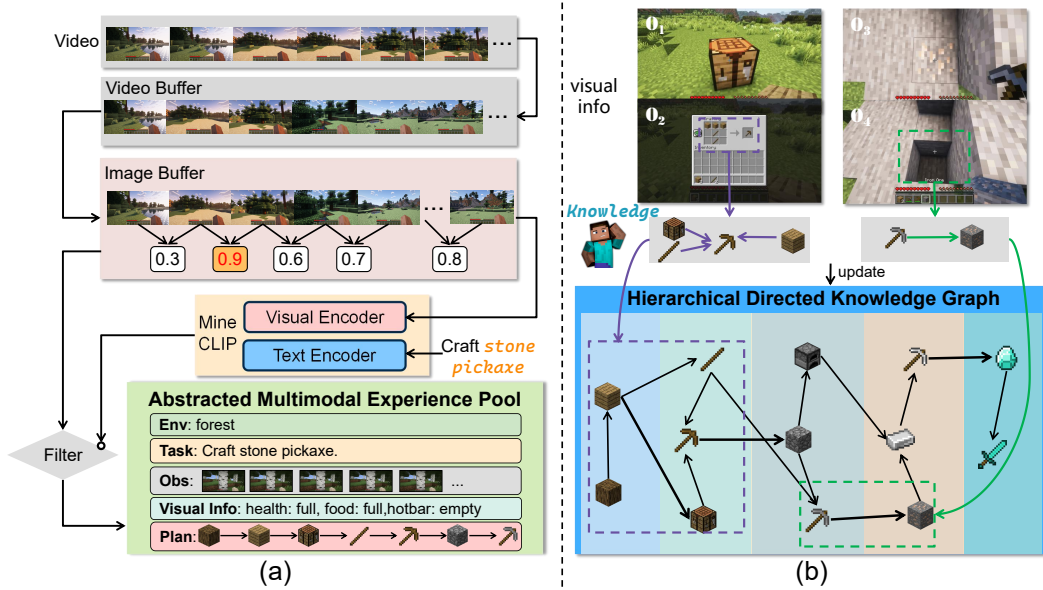 Video
...
Video Buffer
Image Buffer
...
0.3
0.9
0.6
0.7
0.8
Mine
CLIP
Visual Encoder
Text Encoder
Craft stone
pickaxe
Abstracted Multimodal Experience Pool
Env: forest
Task: Craft stone pickaxe.
Obs:
...
Visual Info: health: full, food: full,hotbar: empty
Plan:
Filter
(a)
visual
info
O1
O2
O3
O4
Inventory
Knowledge
update
Hierarchical Directed Knowledge Graph
(b)